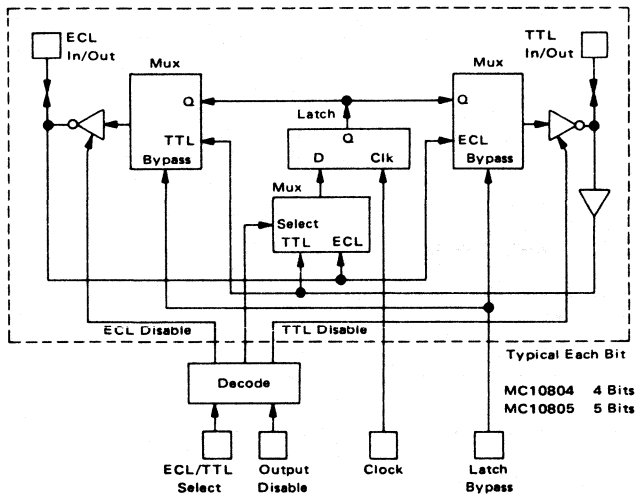 ECL
In/Out
TTL
In/Out
Mux
Mux
Q
TTL
Bypass
Latch
Q
D Clk
Q
ECL
Bypass
Mux
Select
TTL ECL
ECL Disable
TTL Disable
Typical Each Bit
Decode
MC10804 4 Bits
MC10805 5 Bits
ECL/TTL
Select
Output
Disable
Clock
Latch
Bypass